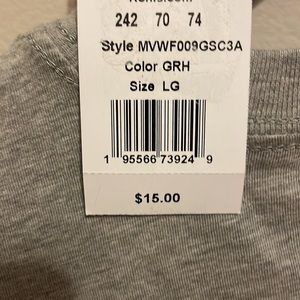 242 70 74
Style MVWF009GSC3A
Color GRH
Size LG
1 95566 73924 9
$15.00